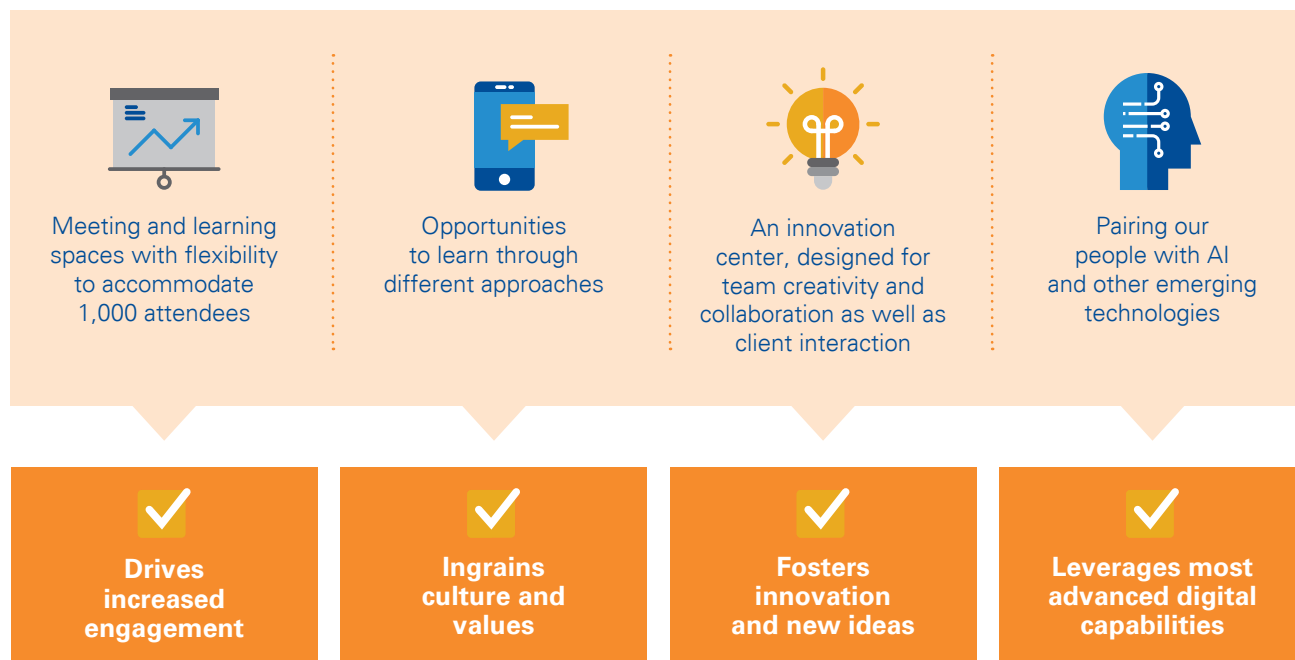 Meeting and learning
spaces with flexibility
to accommodate
1,000 attendees
Opportunities
to learn through
different approaches
An innovation
center, designed for
team creativity and
collaboration as well as
client interaction
Pairing our
people with AI
and other emerging
technologies
Drives
increased
engagement
Ingrains
culture and
values
Fosters
innovation
and new ideas
Leverages most
advanced digital
capabilities